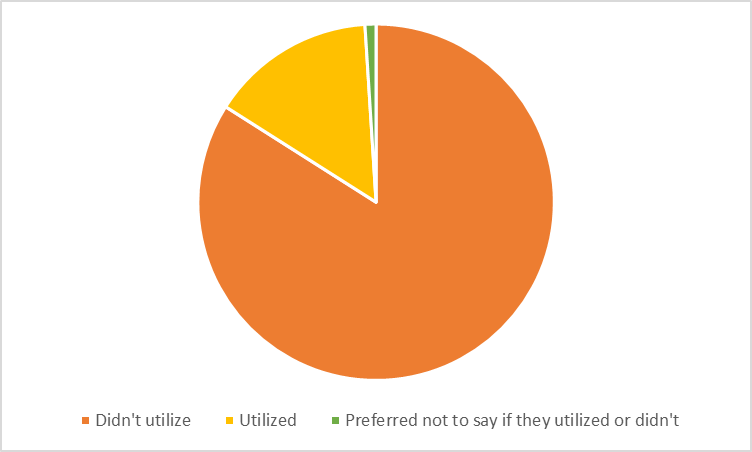 Didn't utilize Utilized Preferred not to say if they utilized or didn't